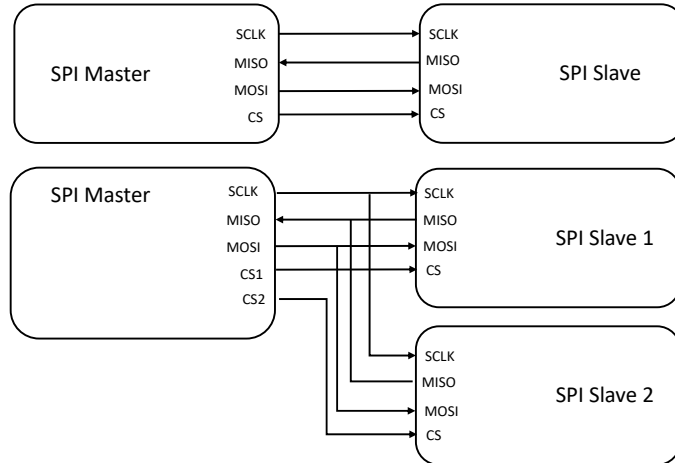 SPI Master
SCLK
MISO
MOSI
CS
SCLK
MISO
MOSI
CS
SPI Slave
SPI Master
SCLK
MISO
MOSI
CS1
CS2
SCLK
MISO
MOSI
CS
SPI Slave 1
SCLK
MISO
MOSI
CS
SPI Slave 2